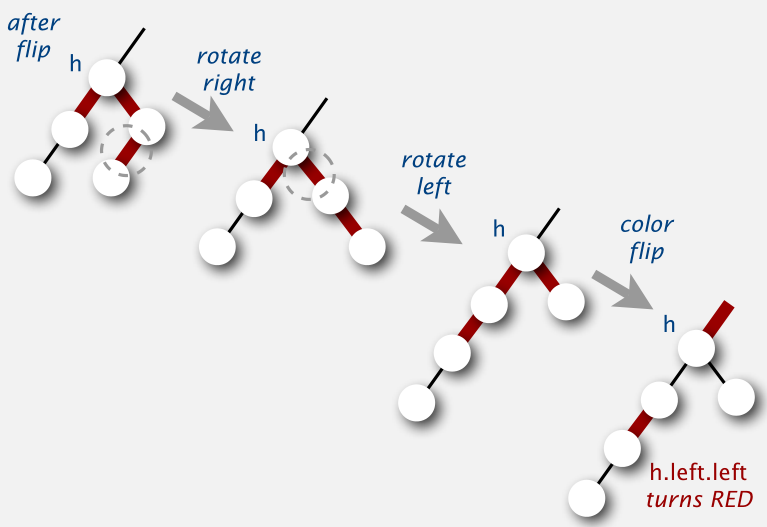 after
flip
h
rotate
right
h
rotate
left
h
color
flip
h
h.left.left
turns RED